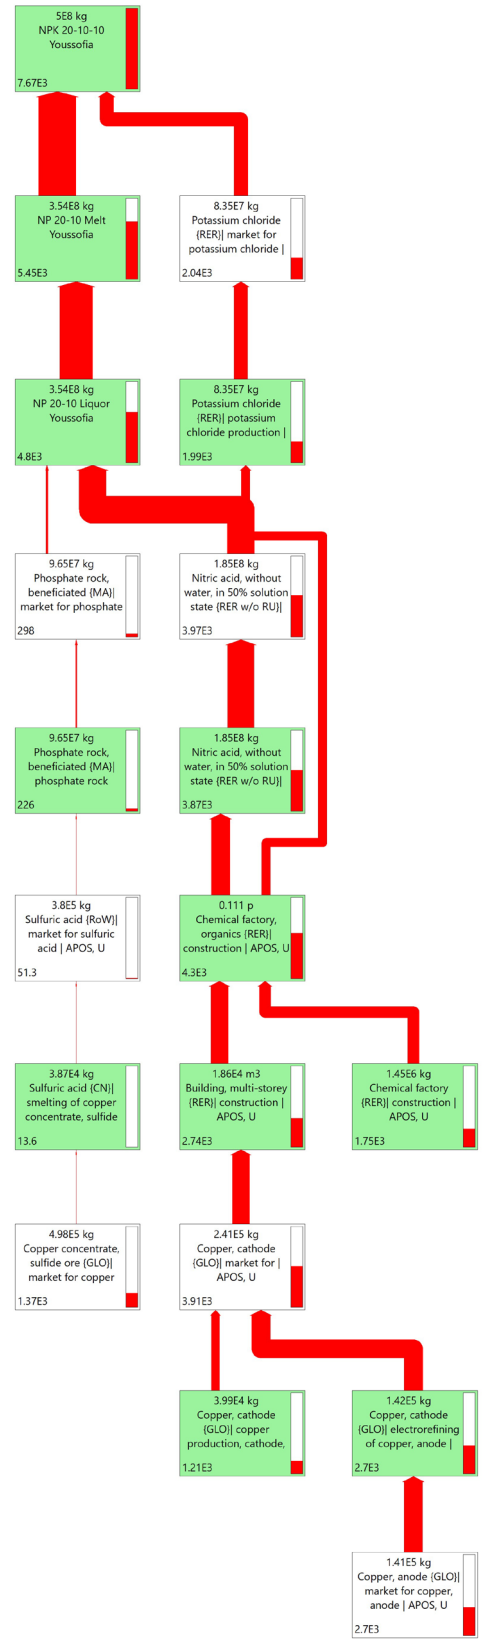 5E8 kg
NPK 20-10-10
Youssofia
7.67E3
3.54E8 kg
NP 20-10 Melt
Youssofia
5.45E3
8.35E7 kg
Potassium chloride
{RER}| market for
potassium chloride |
2.04E3
3.54E8 kg
NP 20-10 Liquor
Youssofia
4.8E3
8.35E7 kg
Potassium chloride
{RER}| potassium
chloride production |
1.99E3
9.65E7 kg
Phosphate rock,
beneficiated {MA}|
market for phosphate
298
1.85E8 kg
Nitric acid, without
water, in 50% solution
state {RER w/o RU}|
3.97E3
9.65E7 kg
Phosphate rock,
beneficiated {MA}|
phosphate rock
226
1.85E8 kg
Nitric acid, without
water, in 50% solution
state {RER w/o RU}|
3.87E3
3.8E5 kg
Sulfuric acid {RoW}|
market for sulfuric
acid | APOS, U
51.3
0.111 p
Chemical factory,
organics {RER}|
construction | APOS, U
4.3E3
3.87E4 kg
Sulfuric acid {CN}|
smelting of copper
concentrate, sulfide
13.6
1.86E4 m3
Building, multi-storey
{RER}| construction |
APOS, U
2.74E3
1.45E6 kg
Chemical factory
{RER}| construction |
APOS, U
1.75E3
4.98E5 kg
Copper concentrate,
sulfide ore {GLO}|
market for copper
1.37E3
2.41E5 kg
Copper, cathode
{GLO}| market for |
APOS, U
3.91E3
3.99E4 kg
Copper, cathode
{GLO}| copper
production, cathode,
1.21E3
1.42E5 kg
Copper, cathode
{GLO}| electrorefining
of copper, anode |
2.7E3
1.41E5 kg
Copper, anode {GLO}|
market for copper,
anode | APOS, U
2.7E3